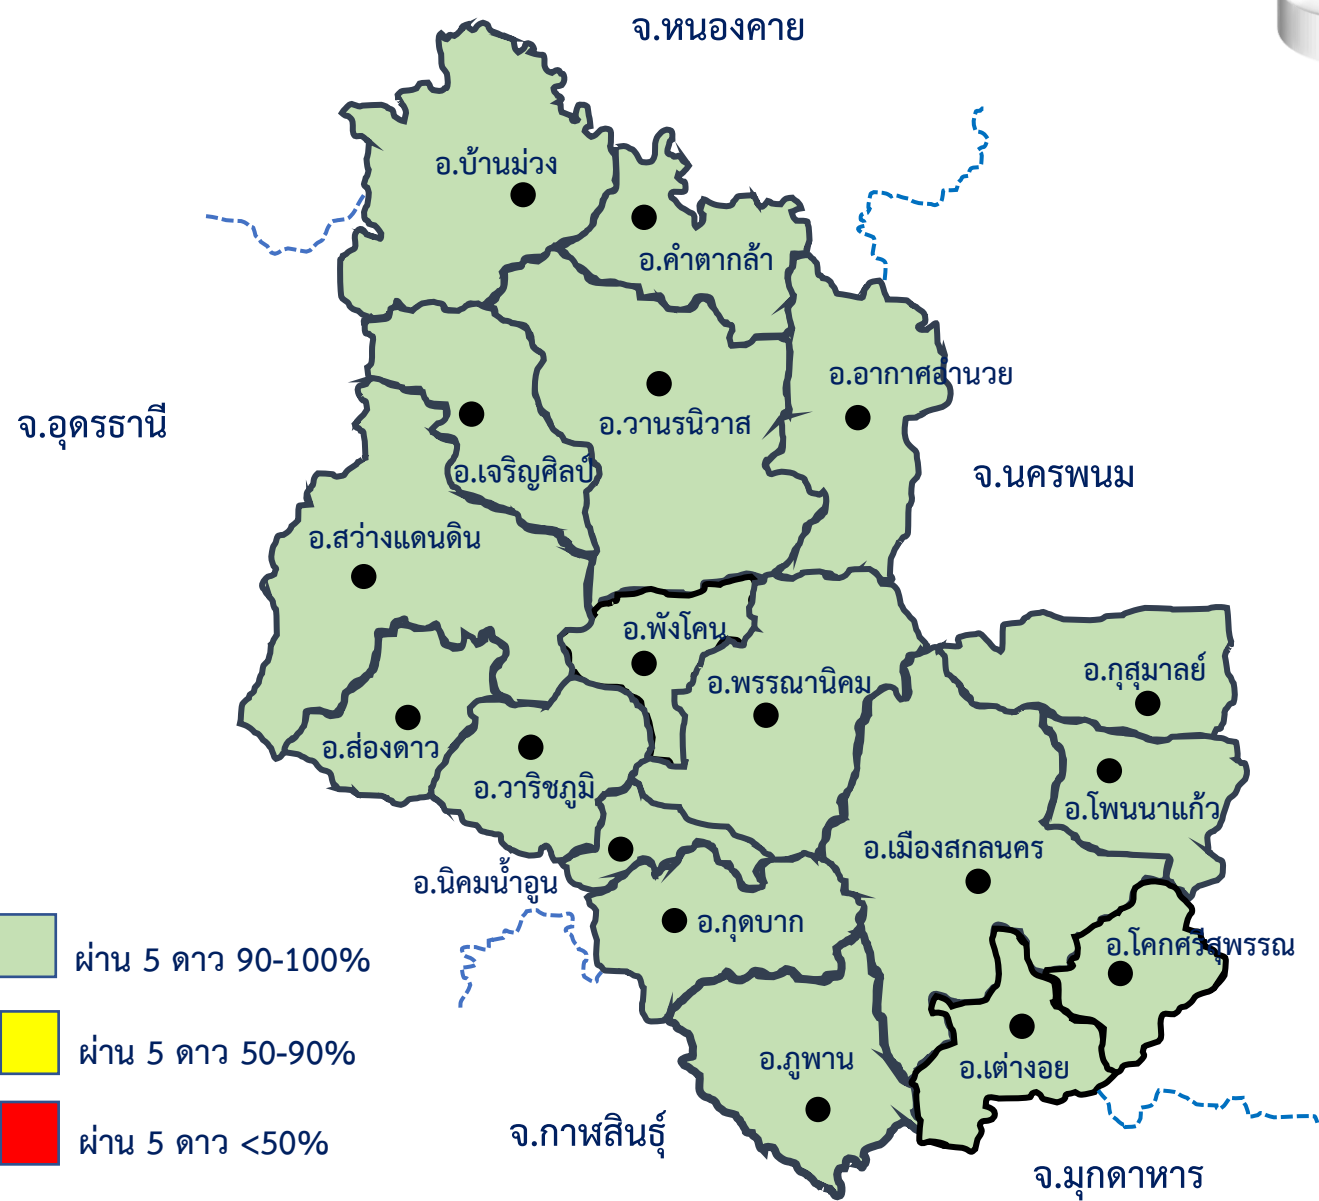 จ.หนองคาย
อ.บ้านม่วง
อ.คำตากล้า
อ.อากาศอำนวย
จ.อุดรธานี
อ.วานรนิวาส
อ.เจริญศิลป์
จ.นครพนม
อ.สว่างแดนดิน
อ.พังโคน
อ.กุสุมาลย์
อ.พรรณานิคม
อ.ส่องดาว
อ.วาริชภูมิ
อ.โพนนาแก้ว
อ.เมืองสกลนคร
อ.นิคมน้ำอูน
อ.กุดบาก
อ.โคกศรีสุพรรณ
ผ่าน 5 ดาว 90-100%
ผ่าน 5 ดาว 50-90%
อ.ภูพาน
อ.เต่างอย
ผ่าน 5 ดาว <50%
จ.กาฬสินธุ์
จ.มุกดาหาร